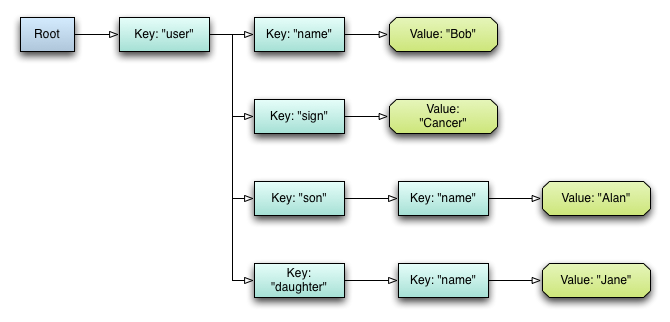 Root
Key: "user"
Key: "name"
Value: "Bob"
Key: "sign"
Value:
"Cancer"
Key: "son"
Key: "name"
Value: "Alan"
Key:
"daughter"
Key: "name"
Value: "Jane"